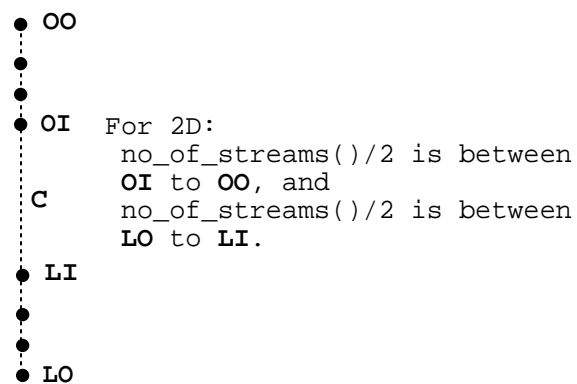 OO
OI
For 2D:
no_of_streams()/2 is between
OI to OO, and
C
no_of_streams()/2 is between
LO to LI.
LI
LO